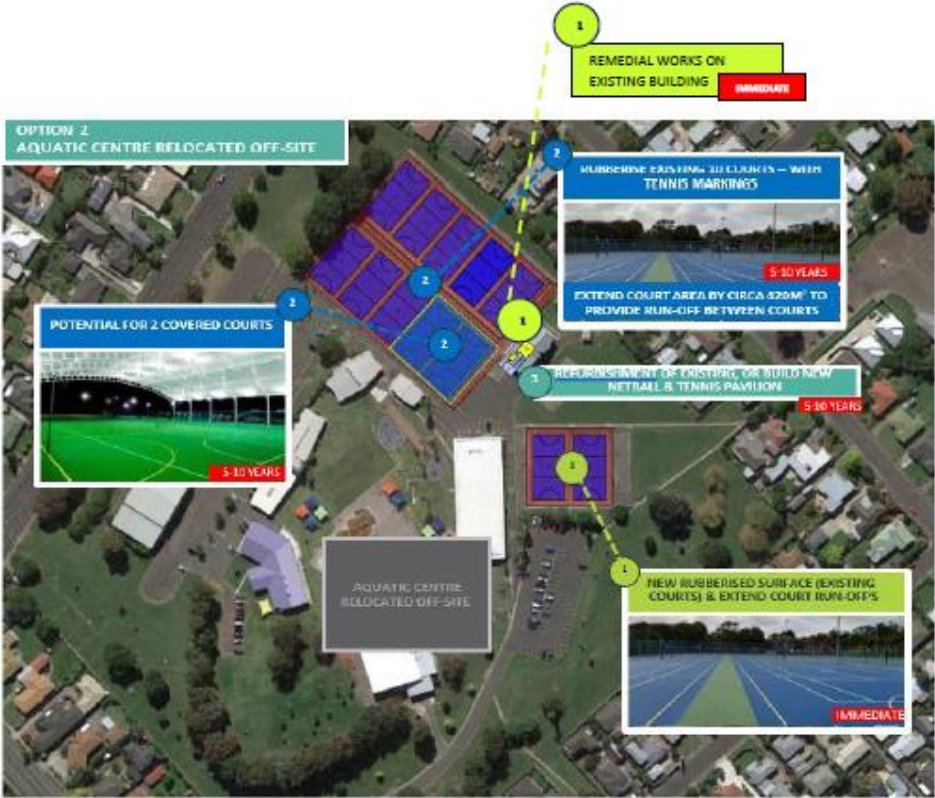 1
REMEDIAL WORKS ON
EXISTING BUILDING
IMMEDIATE
OPTION 2
AQUATIC CENTRE RELOCATED OFF-SITE
2
RUBBERISE EXISTING 10 COURTS – WITH
TENNIS MARKINGS
5-10 YEARS
EXTEND COURT AREA BY CIRCA 420M² TO
PROVIDE RUN-OFF BETWEEN COURTS
2
2
POTENTIAL FOR 2 COVERED COURTS
5-10 YEARS
1
2
3
REFURBISHMENT OF EXISTING, OR BUILD NEW
NETBALL & TENNIS PAVILION
5-10 YEARS
1
AQUATIC CENTRE
RELOCATED OFF-SITE
1
NEW RUBBERISED SURFACE (EXISTING
COURTS) & EXTEND COURT RUN-OFF'S
IMMEDIATE